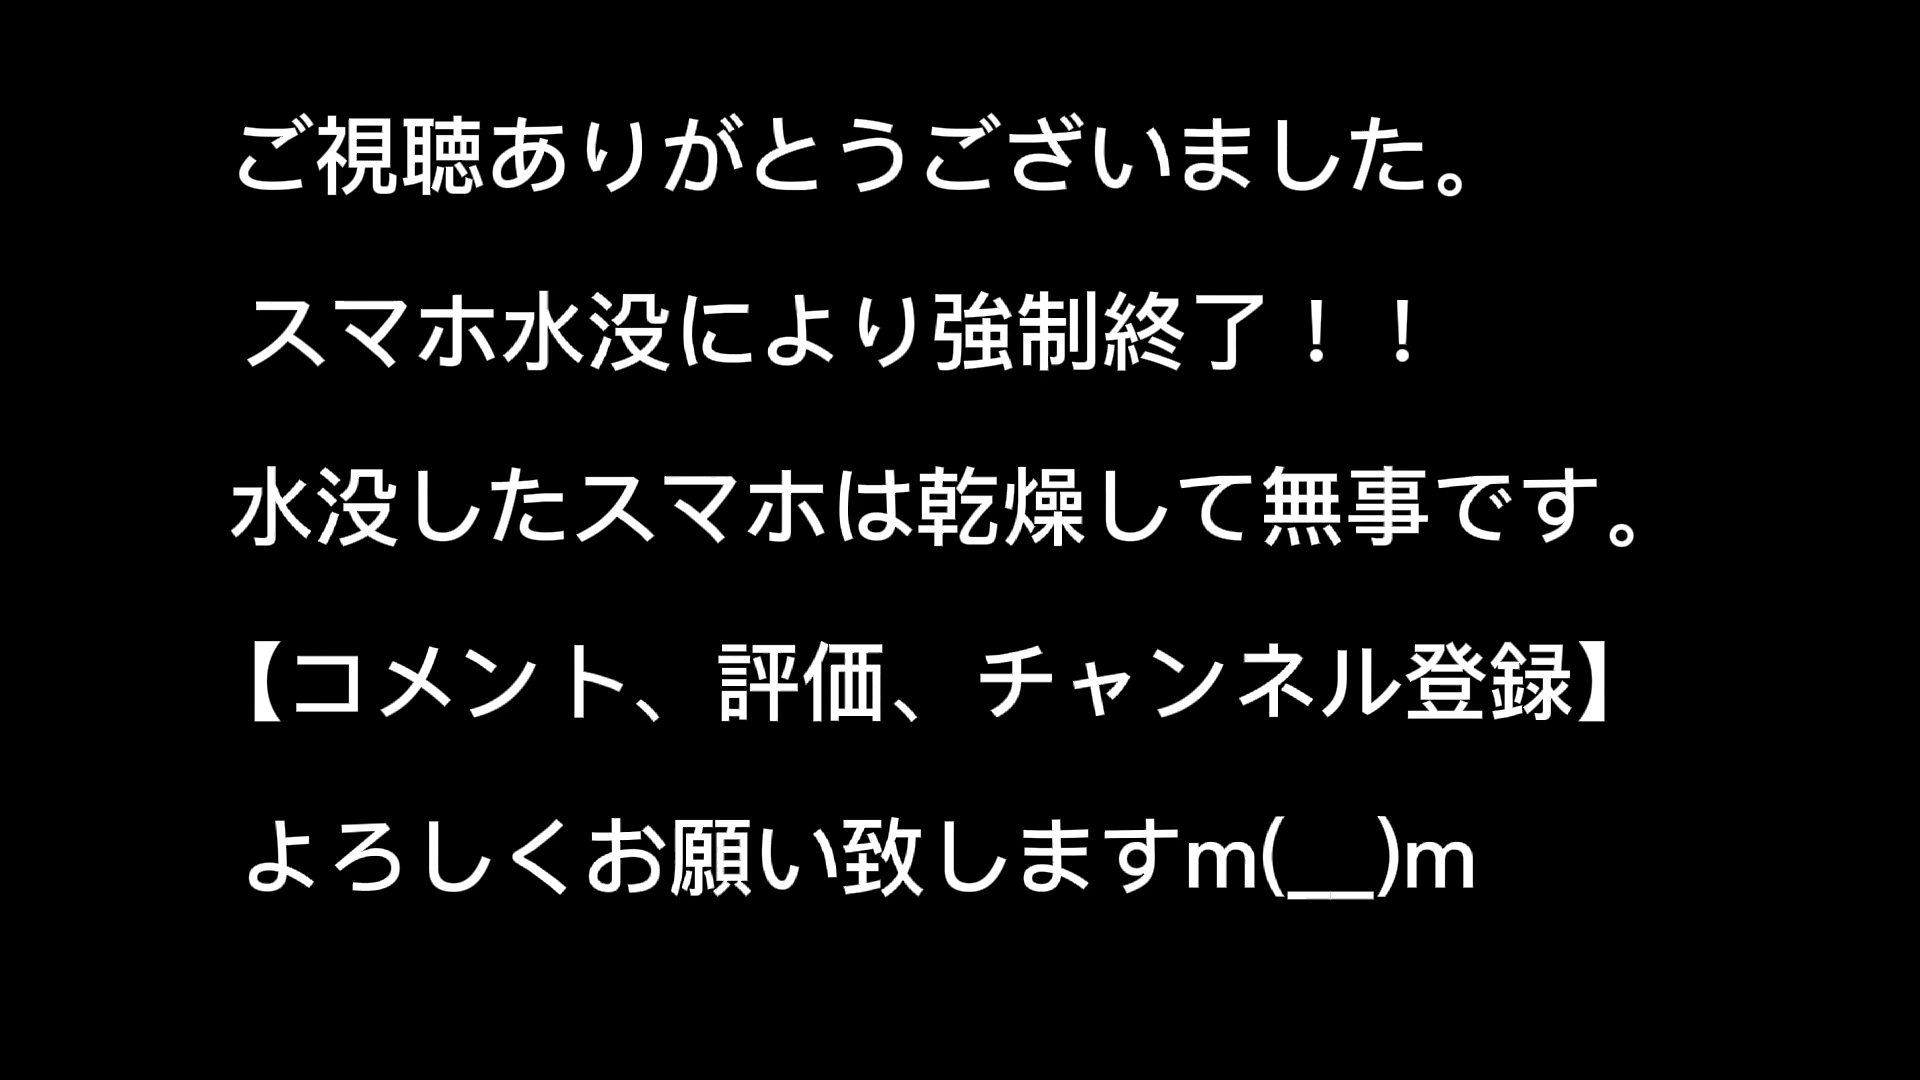 ご視聴ありがとうございました。
スマホ水没により強制終了！！
水没したスマホは乾燥して無事です。
【コメント、評価、チャンネル登録】
よろしくお願い致しますm(__)m